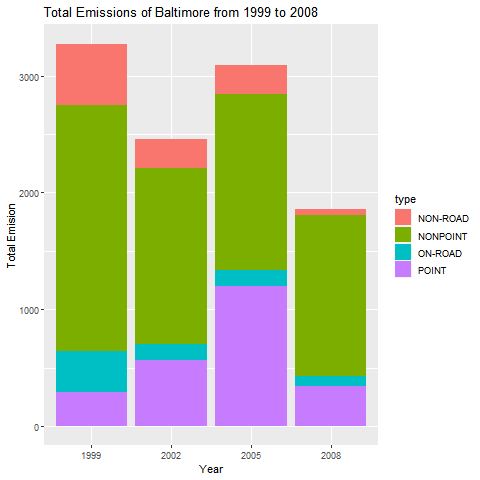 Total Emissions of Baltimore from 1999 to 2008
Total Emision
3000
2000
1000
0
1999 2002 2005 2008
Year
type
NON-ROAD
NONPOINT
ON-ROAD
POINT